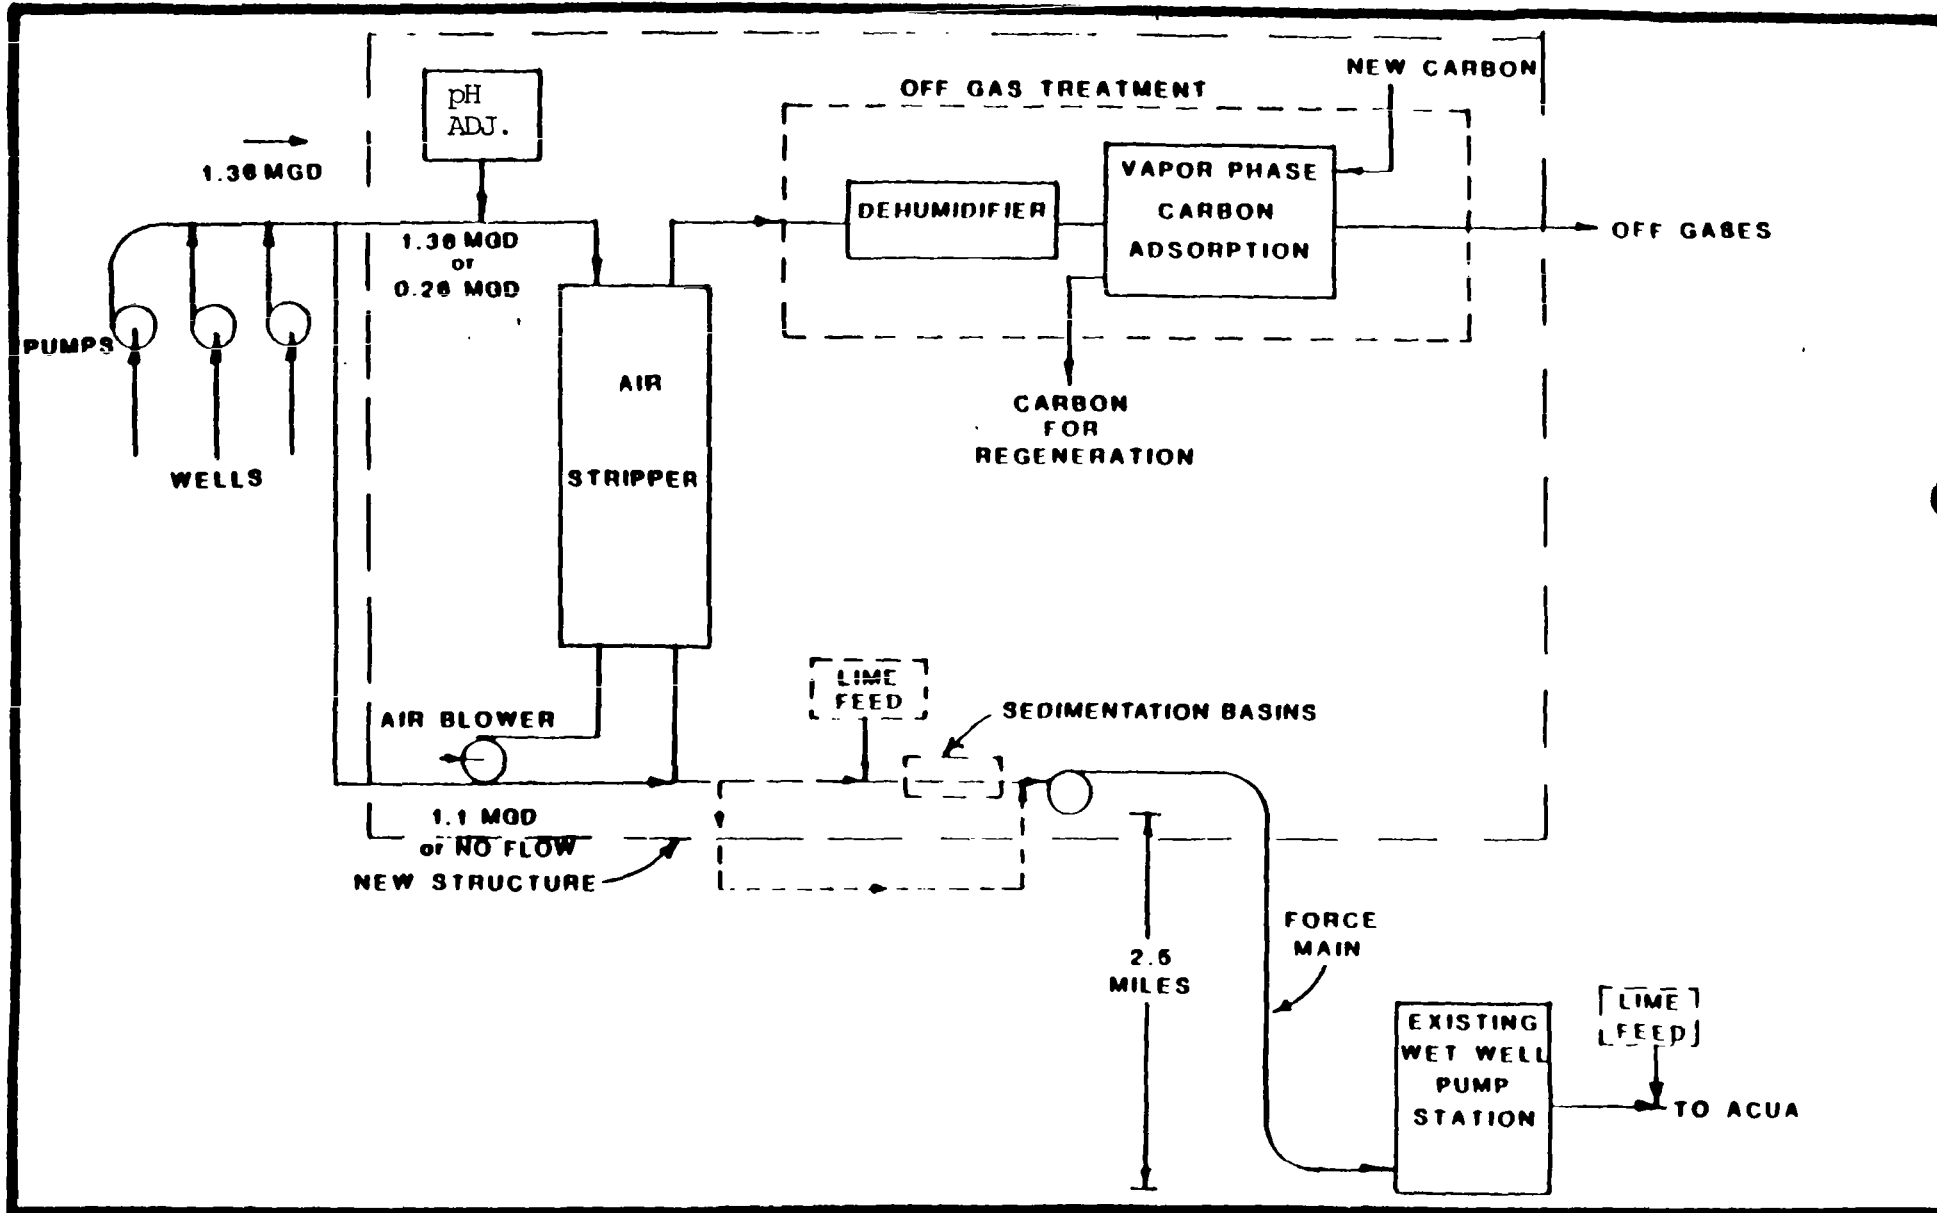 NEW CARBON
OFF GAS TREATMENT
pH
ADJ.
1.36 MGD
VAPOR PHASE
CARBON
ADSORPTION
DEHUMIDIFIER
1.36 MGD
or
0.26 MGD
OFF GASES
PUMPS
AIR
STRIPPER
CARBON
FOR
REGENERATION
WELLS
LIME
FEED
SEDIMENTATION BASINS
AIR BLOWER
1.1 MGD
or NO FLOW
NEW STRUCTURE
FORCE
MAIN
2.5
MILES
EXISTING
WET WELL
PUMP
STATION
LIME
FEED
TO ACUA